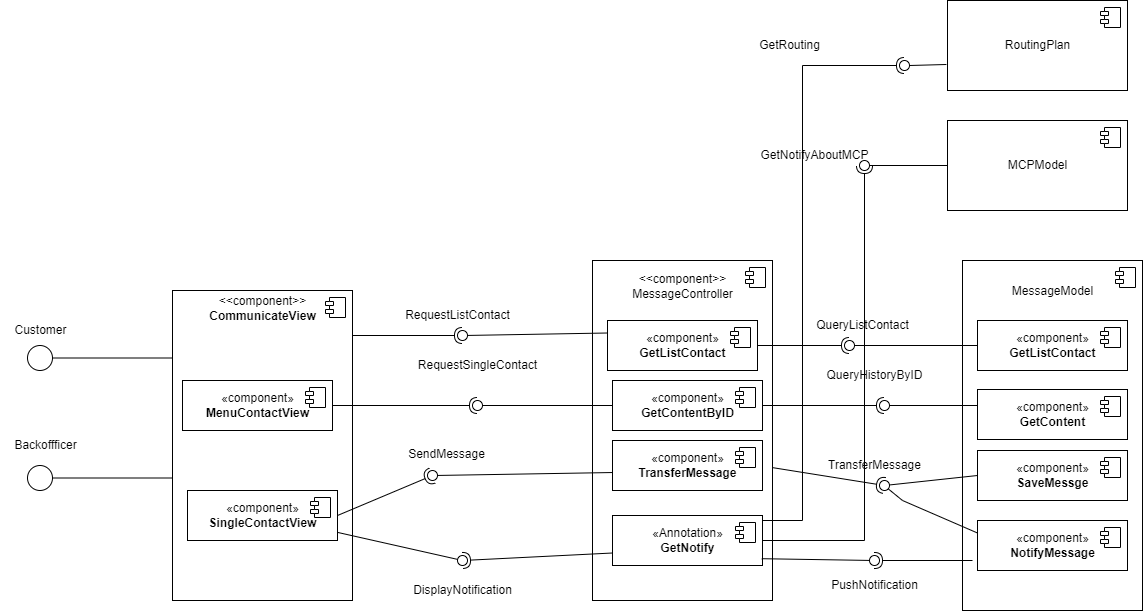 GetRouting
RoutingPlan
GetNotifyAboutMCP
MCPModel
Customer
Backoffficer
<<component>>
CommunicateView
«component»
MenuContactView
«component»
SingleContactView
RequestListContact
RequestSingleContact
SendMessage
DisplayNotification
<<component>>
MessageController
«component»
GetListContact
«component»
GetContentByID
«component»
TransferMessage
«Annotation»
GetNotify
QueryListContact
QueryHistoryByID
TransferMessage
PushNotification
MessageModel
«component»
GetListContact
«component»
GetContent
«component»
SaveMessge
«component»
NotifyMessage